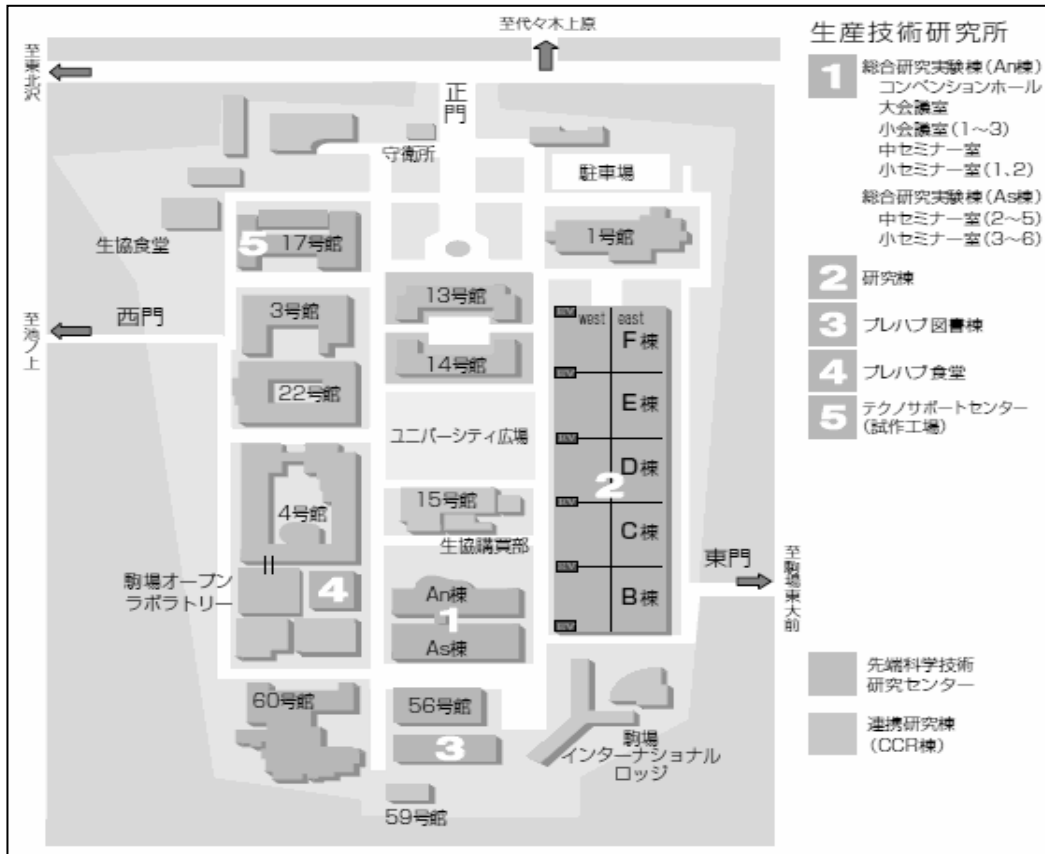 至代々木上原
至東北沢
正門
守衛所
駐車場
生協食堂
5
17号館
1号館
西門
至池ノ上
3号館
13号館
14号館
22号館
west
east
F棟
E棟
D棟
C棟
B棟
EV
EV
EV
EV
EV
EV
2
ユニバーシティ広場
4号館
15号館
生協購買部
東門
至駒場東大前
駒場オープン
ラボラトリー
4
An棟
1
As棟
60号館
56号館
3
59号館
駒場
インターナショナル
ロッジ
生産技術研究所
1
総合研究実験棟(An棟)
コンベンションホール
大会議室
小会議室(1～3)
中セミナー室
小セミナー室(1、2)
総合研究実験棟(As棟)
中セミナー室(2～5)
小セミナー室(3～6)
2
研究棟
3
プレハブ図書棟
4
プレハブ食堂
5
テクノサポートセンター
(試作工場)
先端科学技術
研究センター
連携研究棟
(CCR棟)